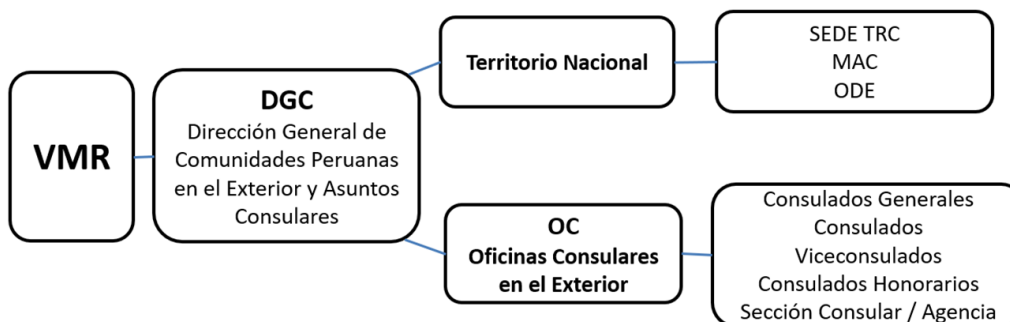 VMR
DGC
Dirección General de
Comunidades Peruanas
en el Exterior y Asuntos
Consulares
Territorio Nacional
SEDE TRC
MAC
ODE
OC
Oficinas Consulares
en el Exterior
Consulados Generales
Consulados
Viceconsulados
Consulados Honorarios
Sección Consular / Agencia